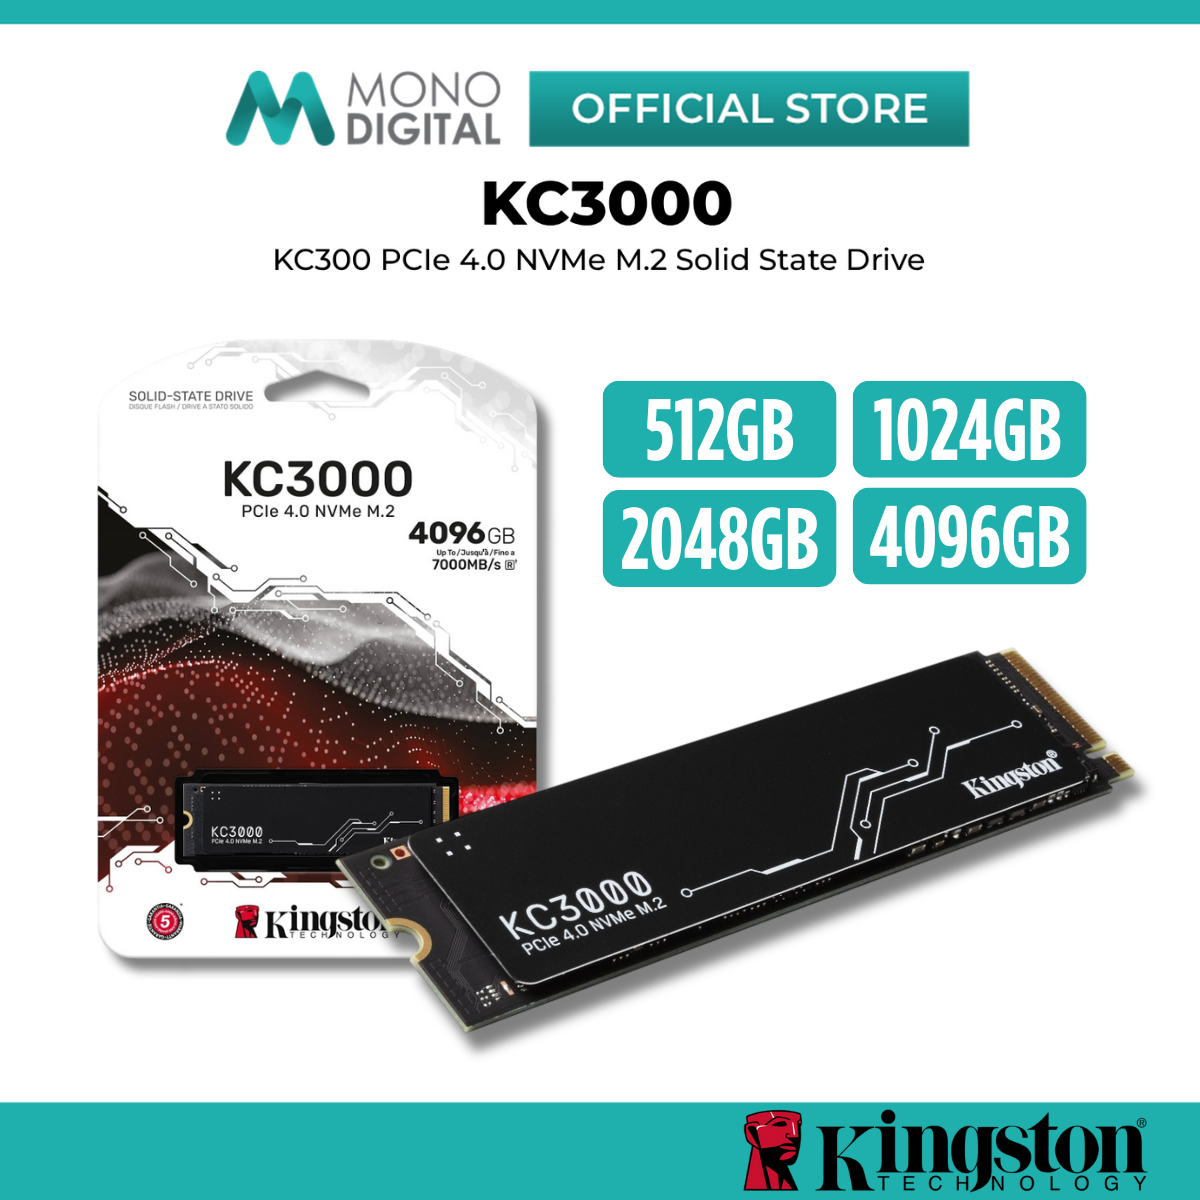 MONO
DIGITAL
OFFICIAL STORE
KC3000
KC300 PCIe 4.0 NVMe M.2 Solid State Drive
SOLID-STATE DRIVE
DISQUE FLASH / DRIVE A STATO SOLIDO
KC3000
PCIe 4.0 NVMe M.2
4096GB
Up To/Jusqu'à/Fino a
7000MB/s
512GB
1024GB
2048GB
4096GB
KC3000
PCIe 4.0 NVMe M.2
5
Kingston
TECHNOLOGY
Kingston®
KC3000
PCIe 4.0 NVMe M.2
Kingston®
TECHNOLOGY